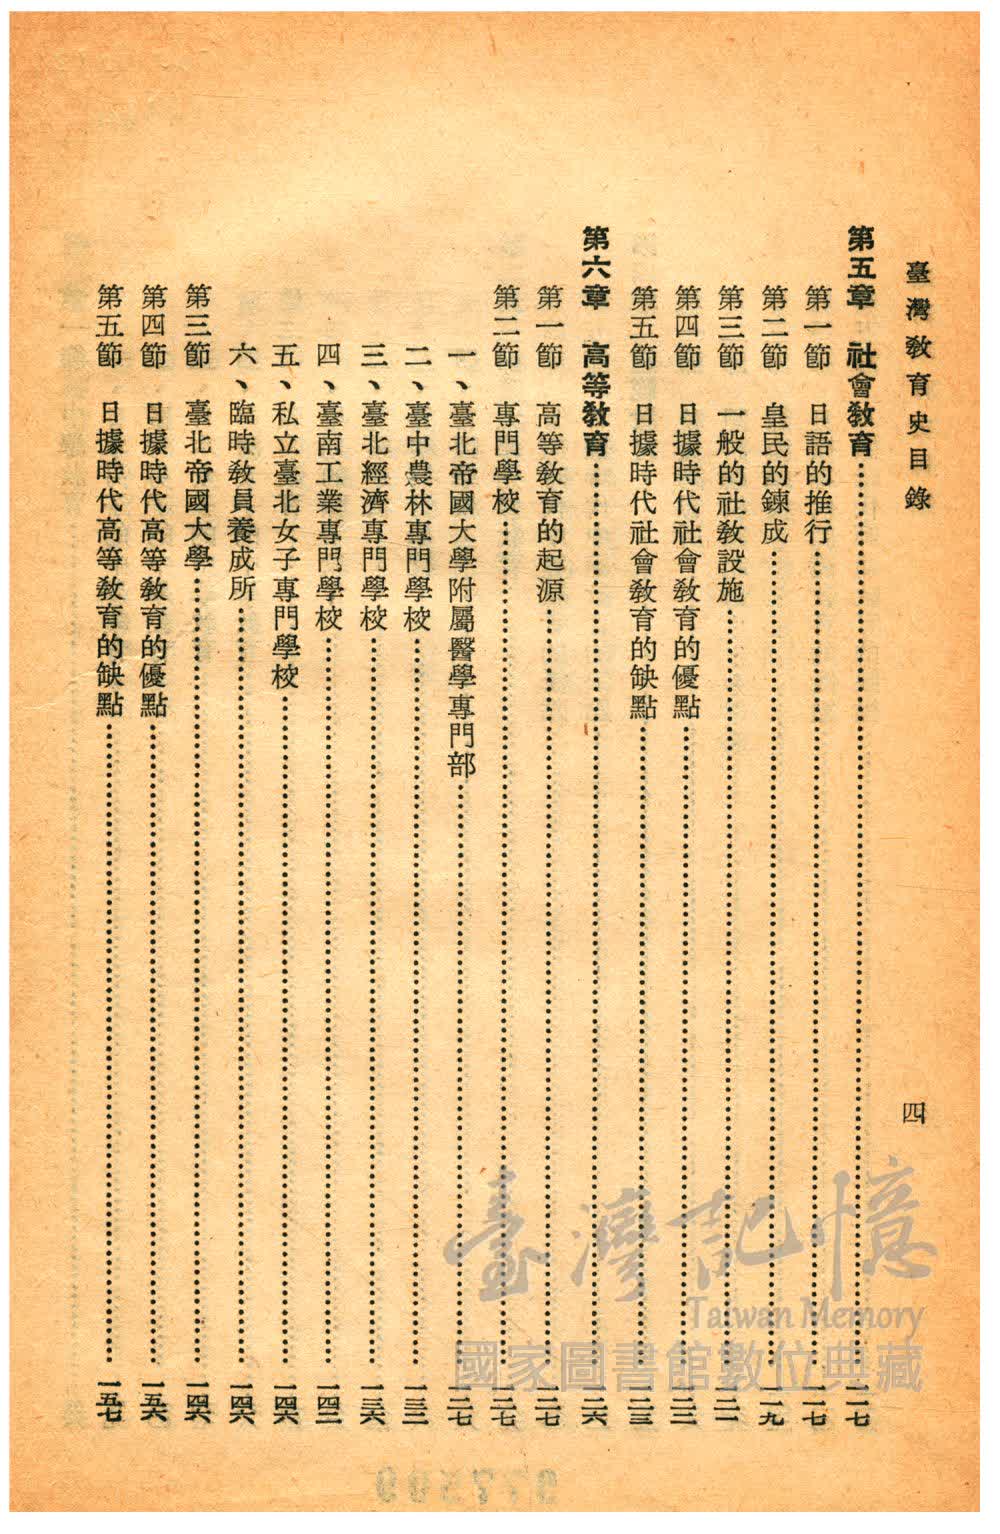 臺灣教育史目錄 四
第五章 社會教育……………………一一七
第一節 日語的推行……………………一一七
第二節 皇民的鍊成……………………一一九
第三節 一般的社教設施……………………一二一
第四節 日據時代社會教育的優點……………………
第五節 日據時代社會教育的缺點……………………
第六章 高等教育……………………一二六
第一節 高等教育的起源……………………一二七
第二節 專門學校……………………一二七
一、臺北帝國大學附屬醫學專門部……………………一二七
二、臺中農林專門學校……………………
三、臺北經濟專門學校……………………一三六
四、臺南工業專門學校……………………一四二
五、私立臺北女子專門學校……………………一四六
六、臨時教員養成所……………………一四六
第三節 臺北帝國大學……………………一四六
第四節 日據時代高等教育的優點……………………一五六
第五節 日據時代高等教育的缺點……………………一五七
臺灣記憶
Taiwan Memory
國家圖書館數位典藏